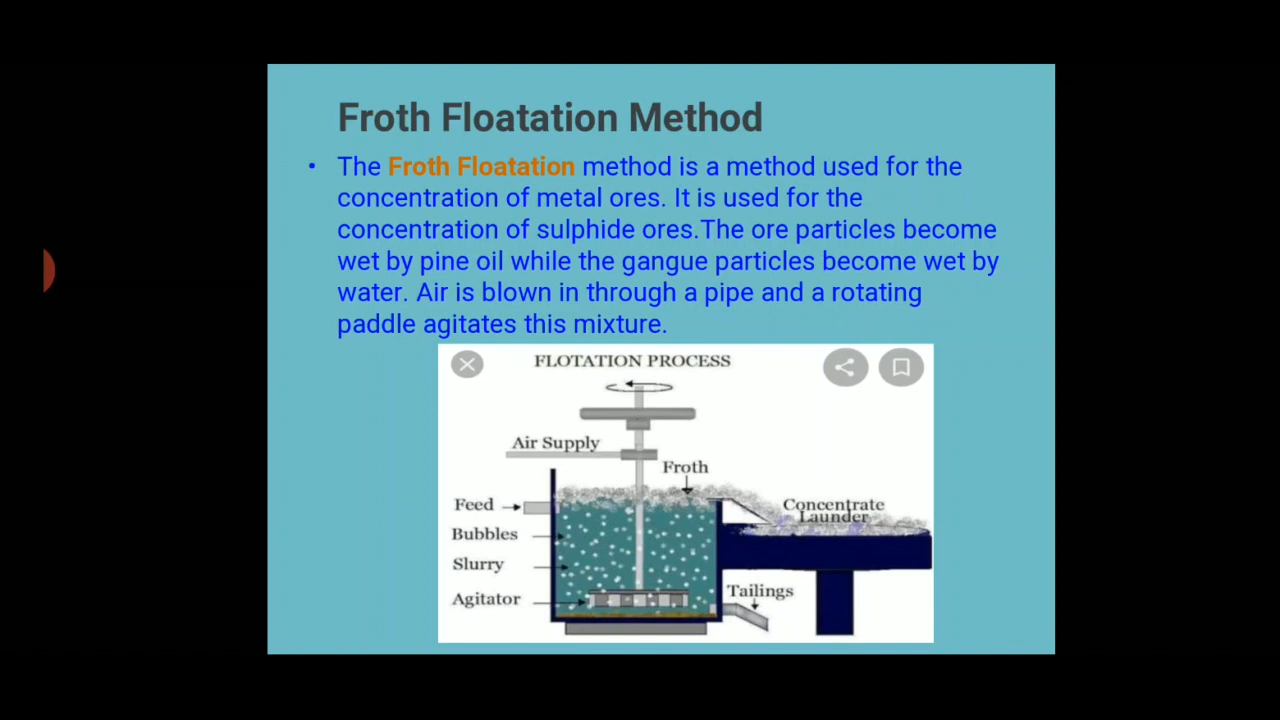 Froth Floatation Method
• The Froth Floatation method is a method used for the
concentration of metal ores. It is used for the
concentration of sulphide ores.The ore particles become
wet by pine oil while the gangue particles become wet by
water. Air is blown in through a pipe and a rotating
paddle agitates this mixture.
FLOTATION PROCESS
Air Supply
Froth
Feed
Concentrate
Launder
Bubbles
Slurry
Tailings
Agitator